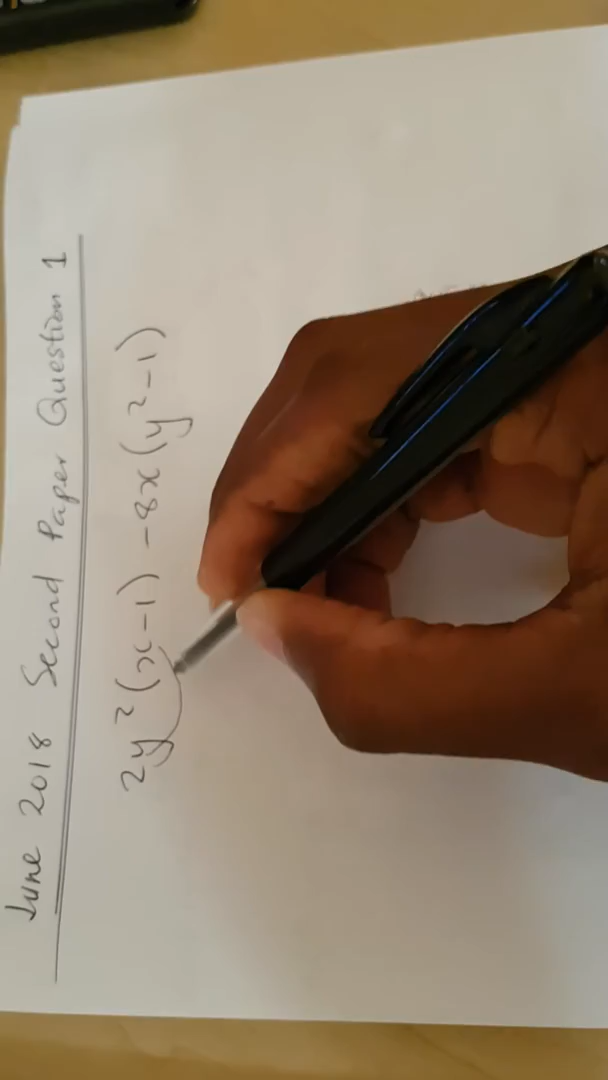 June 2018 Second Paper Question 1
2y²(x-1) - 8x(y²-1)